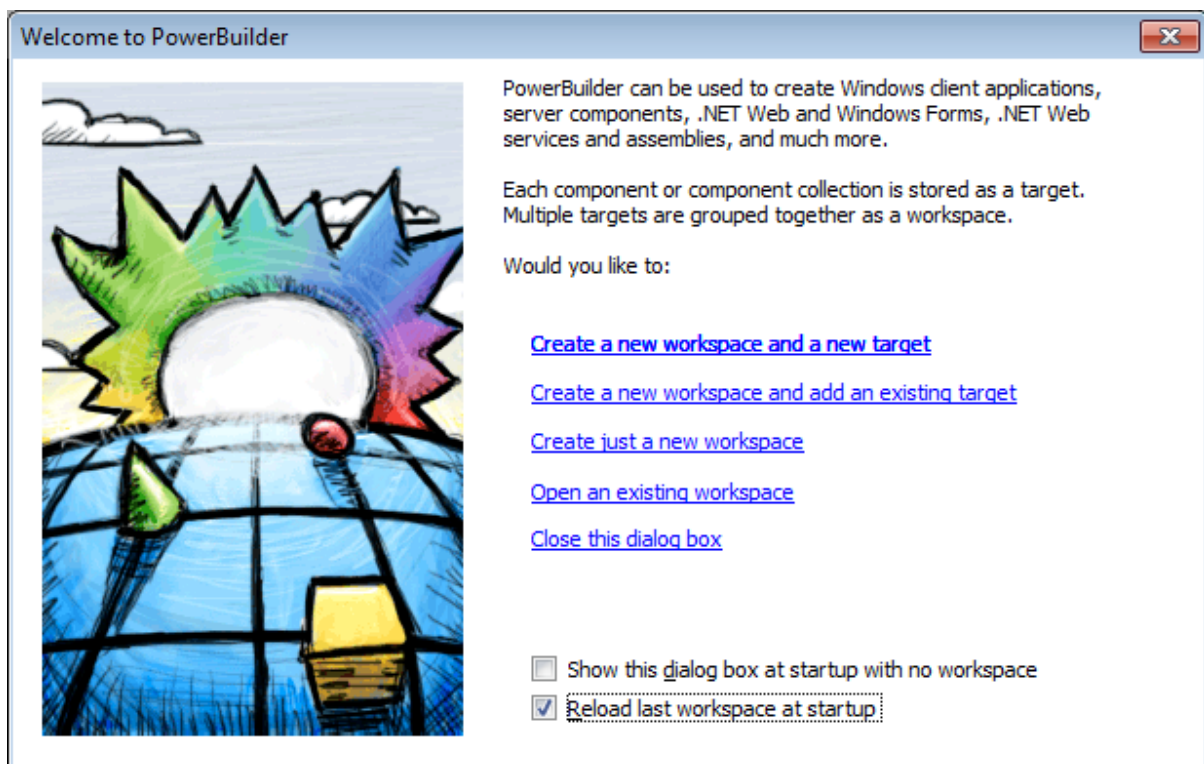 Welcome to PowerBuilder
PowerBuilder can be used to create Windows client applications,
server components, .NET Web and Windows Forms, .NET Web
services and assemblies, and much more.
Each component or component collection is stored as a target.
Multiple targets are grouped together as a workspace.
Would you like to:
Create a new workspace and a new target
Create a new workspace and add an existing target
Create just a new workspace
Open an existing workspace
Close this dialog box
Show this dialog box at startup with no workspace
Reload last workspace at startup